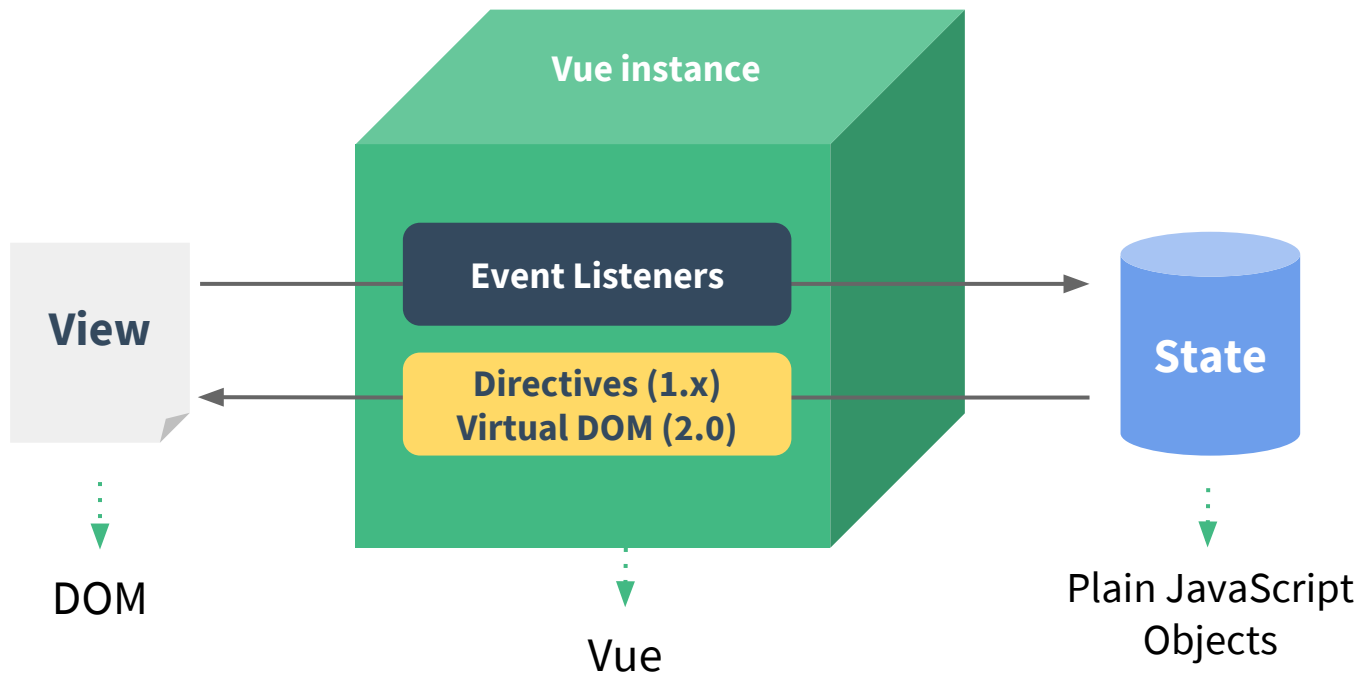 Vue instance
Event Listeners
View
State
Directives (1.x)
Virtual DOM (2.0)
DOM
Vue
Plain JavaScript
Objects